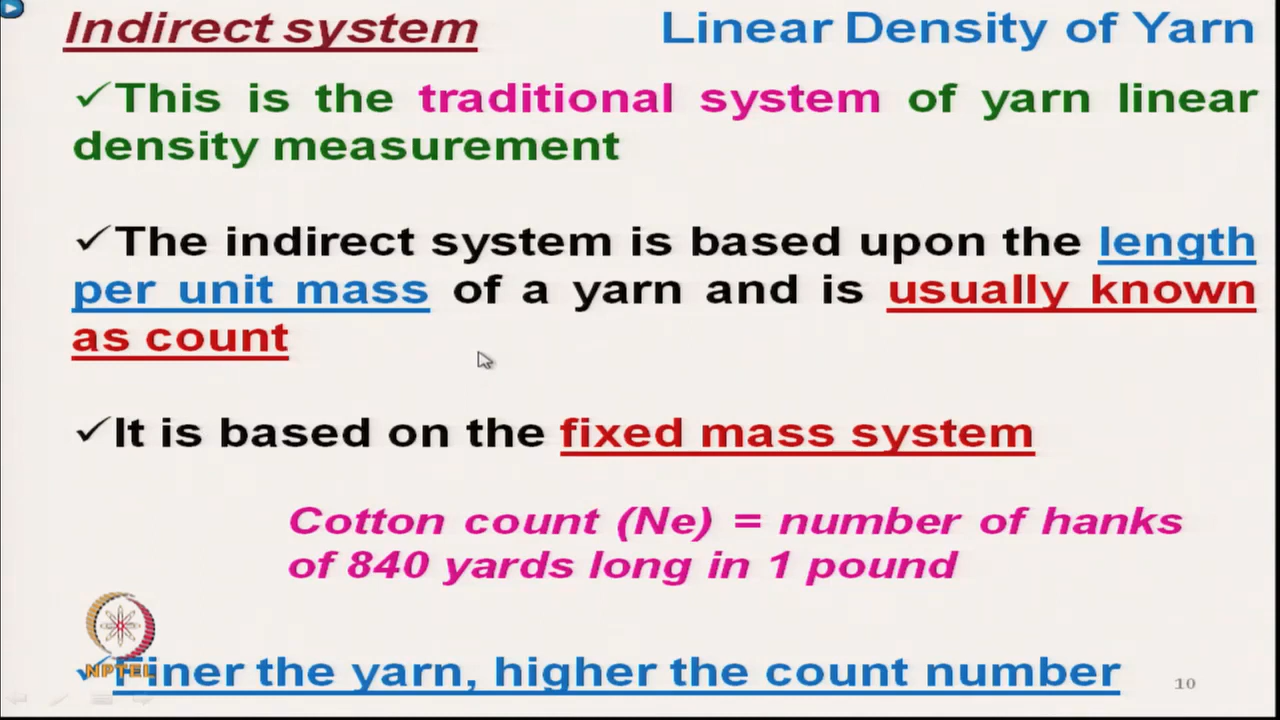 Indirect system
Linear Density of Yarn
✓This is the traditional system of yarn linear
density measurement
✓The indirect system is based upon the length
per unit mass of a yarn and is usually known
as count
✓It is based on the fixed mass system
Cotton count (Ne) = number of hanks
of 840 yards long in 1 pound
✓Finer the yarn, higher the count number
NPTEL
10